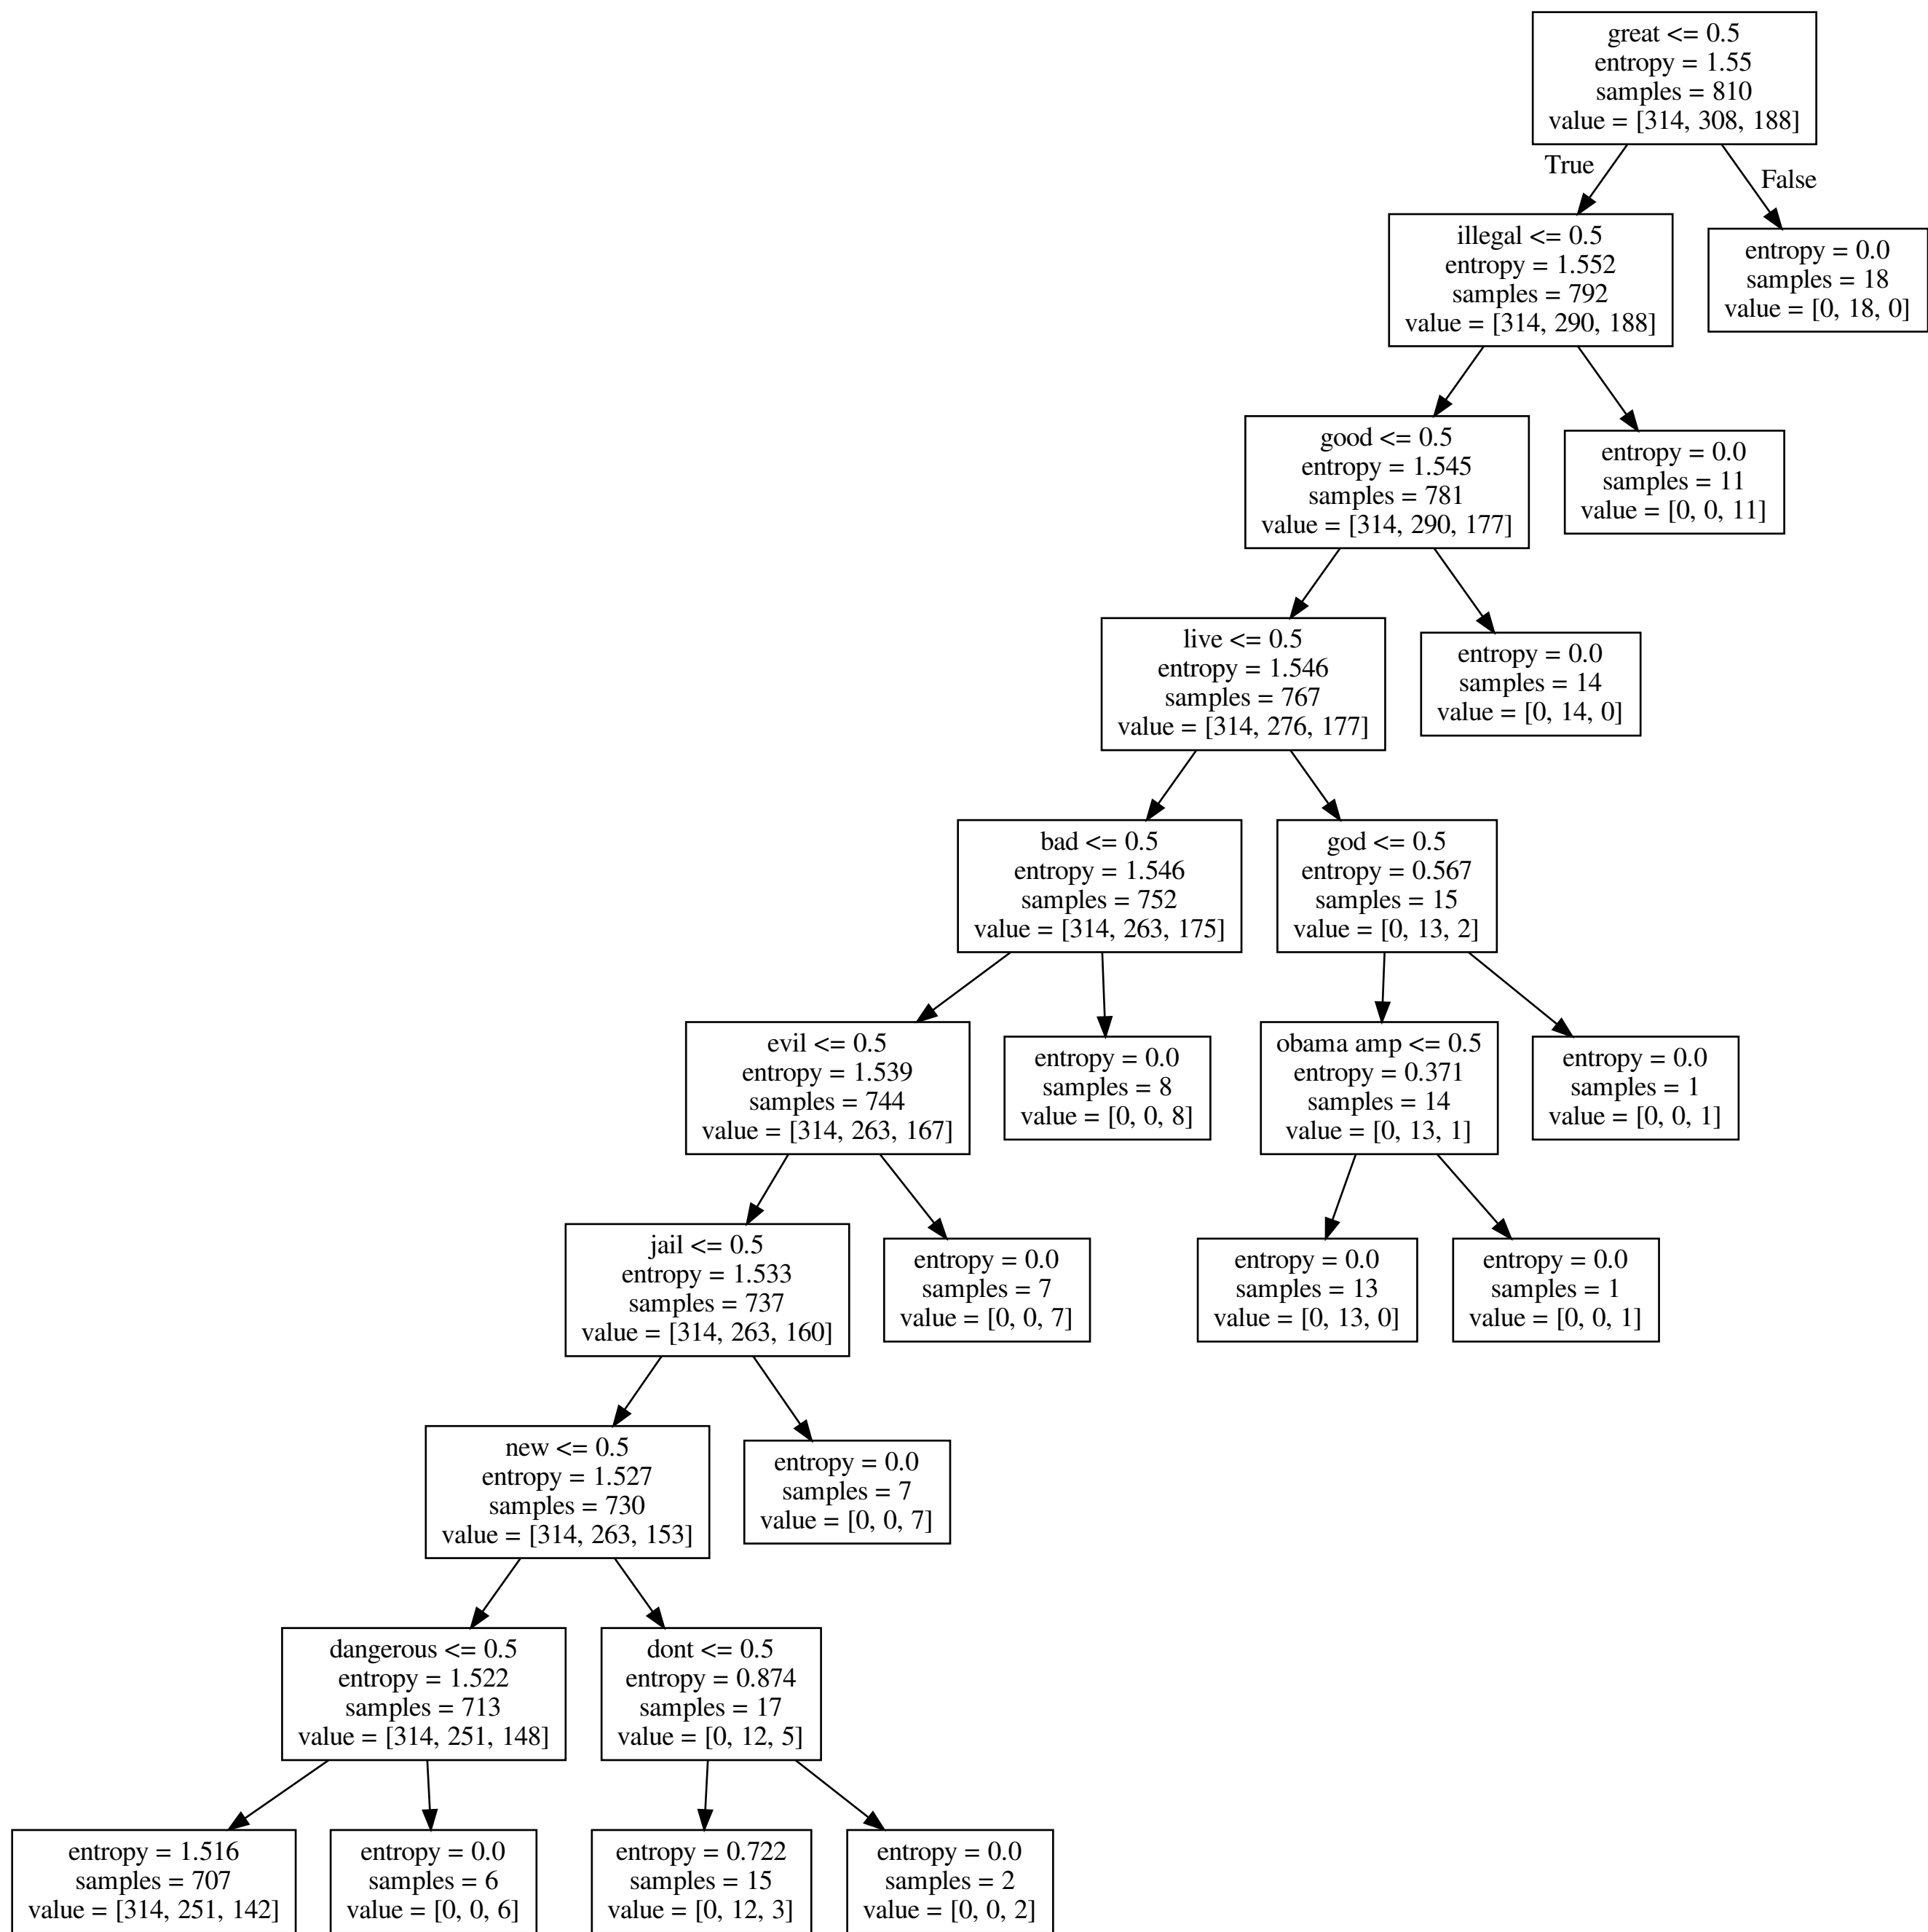 great <= 0.5
entropy = 1.55
samples = 810
value = [314, 308, 188]
True
False
illegal <= 0.5
entropy = 1.552
samples = 792
value = [314, 290, 188]
entropy = 0.0
samples = 18
value = [0, 18, 0]
good <= 0.5
entropy = 1.545
samples = 781
value = [314, 290, 177]
entropy = 0.0
samples = 11
value = [0, 0, 11]
live <= 0.5
entropy = 1.546
samples = 767
value = [314, 276, 177]
entropy = 0.0
samples = 14
value = [0, 14, 0]
bad <= 0.5
entropy = 1.546
samples = 752
value = [314, 263, 175]
god <= 0.5
entropy = 0.567
samples = 15
value = [0, 13, 2]
evil <= 0.5
entropy = 1.539
samples = 744
value = [314, 263, 167]
entropy = 0.0
samples = 8
value = [0, 0, 8]
obama amp <= 0.5
entropy = 0.371
samples = 14
value = [0, 13, 1]
entropy = 0.0
samples = 1
value = [0, 0, 1]
jail <= 0.5
entropy = 1.533
samples = 737
value = [314, 263, 160]
entropy = 0.0
samples = 7
value = [0, 0, 7]
entropy = 0.0
samples = 13
value = [0, 13, 0]
entropy = 0.0
samples = 1
value = [0, 0, 1]
new <= 0.5
entropy = 1.527
samples = 730
value = [314, 263, 153]
entropy = 0.0
samples = 7
value = [0, 0, 7]
dangerous <= 0.5
entropy = 1.522
samples = 713
value = [314, 251, 148]
dont <= 0.5
entropy = 0.874
samples = 17
value = [0, 12, 5]
entropy = 1.516
samples = 707
value = [314, 251, 142]
entropy = 0.0
samples = 6
value = [0, 0, 6]
entropy = 0.722
samples = 15
value = [0, 12, 3]
entropy = 0.0
samples = 2
value = [0, 0, 2]